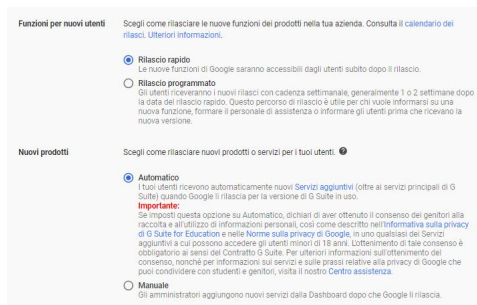 Funzioni per nuovi utenti
Scegli come rilasciare le nuove funzioni dei prodotti nella tua azienda. Consulta il calendario dei
rilasci. Ulteriori informazioni.
Rilascio rapido
Le nuove funzioni di Google saranno accessibili dagli utenti subito dopo il rilascio.
Rilascio programmato
Gli utenti riceveranno i nuovi rilasci con cadenza settimanale, generalmente 1 o 2 settimane dopo
la data del rilascio rapido. Questo percorso di rilascio è utile per chi vuole informarsi su una
nuova funzione, formare il personale di assistenza o informare gli utenti prima che ricevano la
nuova versione.
Nuovi prodotti
Scegli come rilasciare nuovi prodotti o servizi per i tuoi utenti. ?
Automatico
I tuoi utenti ricevono automaticamente nuovi Servizi aggiuntivi (oltre ai servizi principali di G
Suite) quando Google li rilascia per la versione di G Suite in uso.
Importante:
Se imposti questa opzione su Automatico, dichiari di aver ottenuto il consenso dei genitori alla
raccolta e all'utilizzo di informazioni personali, così come descritto nell'Informativa sulla privacy
di G Suite for Education e nelle Norme sulla privacy di Google, in uno qualsiasi dei Servizi
aggiuntivi a cui possono accedere gli utenti minori di 18 anni. L'ottenimento di tale consenso è
obbligatorio ai sensi del Contratto G Suite. Per ulteriori informazioni sull'ottenimento del
consenso, nonché per informazioni sui servizi e sulle prassi relative alla privacy di Google che
puoi condividere con studenti e genitori, visita il nostro Centro assistenza.
Manuale
Gli amministratori aggiungono nuovi servizi dalla Dashboard dopo che Google li rilascia.